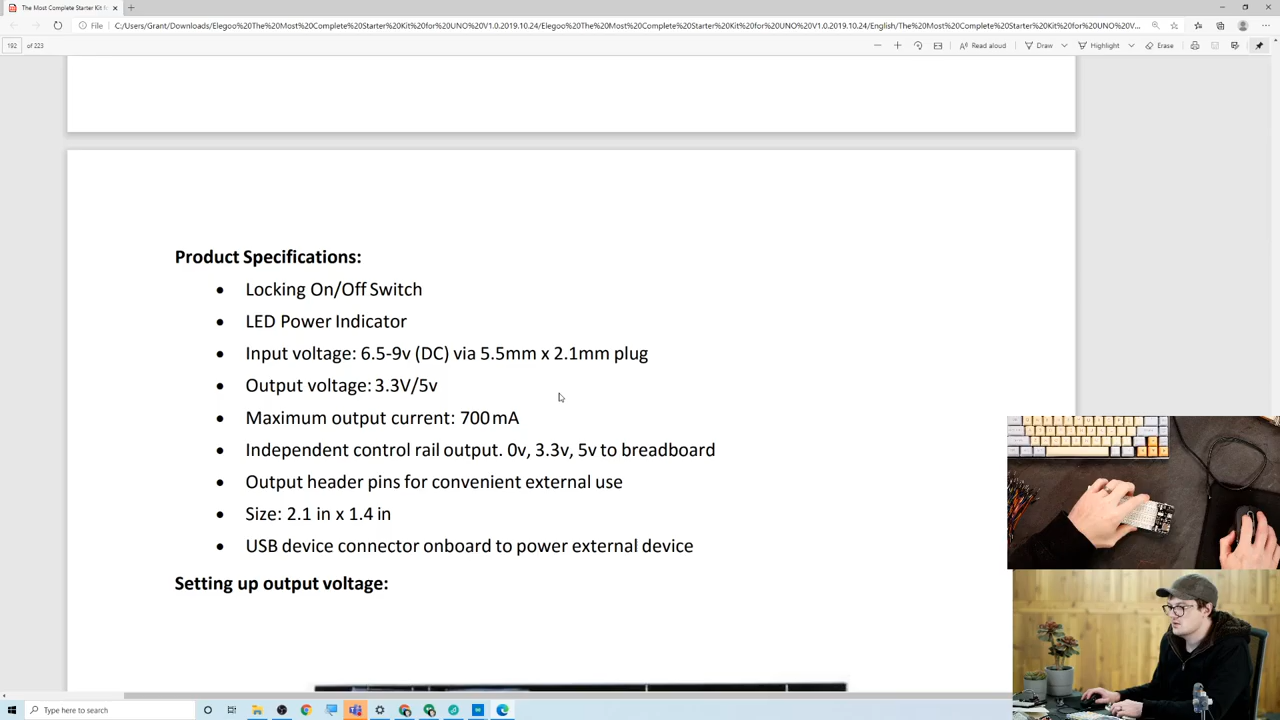 The Most Complete Starter Kit fo
File
C:/Users/Grant/Downloads/Elegoo%20The%20Most%20Complete%20Starter%20Kit%20for%20UNO%20V1.0.2019.10.24/Elegoo%20The%20Most%20Complete%20Starter%20Kit%20for%20UNO%20V1.0.2019.10.24/English/The%20Most%20Complete%20Starter%20Kit%20for%20UNO%20V...
192 of 223
Read aloud
Draw
Highlight
Erase
Product Specifications:
• Locking On/Off Switch
• LED Power Indicator
• Input voltage: 6.5-9v (DC) via 5.5mm x 2.1mm plug
• Output voltage: 3.3V/5v
• Maximum output current: 700 mA
• Independent control rail output. 0v, 3.3v, 5v to breadboard
• Output header pins for convenient external use
• Size: 2.1 in x 1.4 in
• USB device connector onboard to power external device
Setting up output voltage:
Type here to search